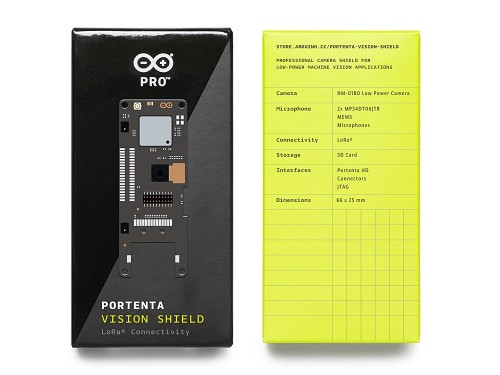 PRO™
PORTENTA
VISION SHIELD
LoRa® Connectivity
STORE.ARDUINO.CC/PORTENTA-VISION-SHIELD
PROFESSIONAL CAMERA SHIELD FOR
LOW-POWER MACHINE VISION APPLICATIONS
Camera HM-01B0 Low Power Camera
Microphone 2x MP34DT06JTR
MEMS
Microphones
Connectivity LoRa®
Storage SD Card
Interfaces Portenta HD
Connectors
JTAG
Dimensions 66 x 25 mm